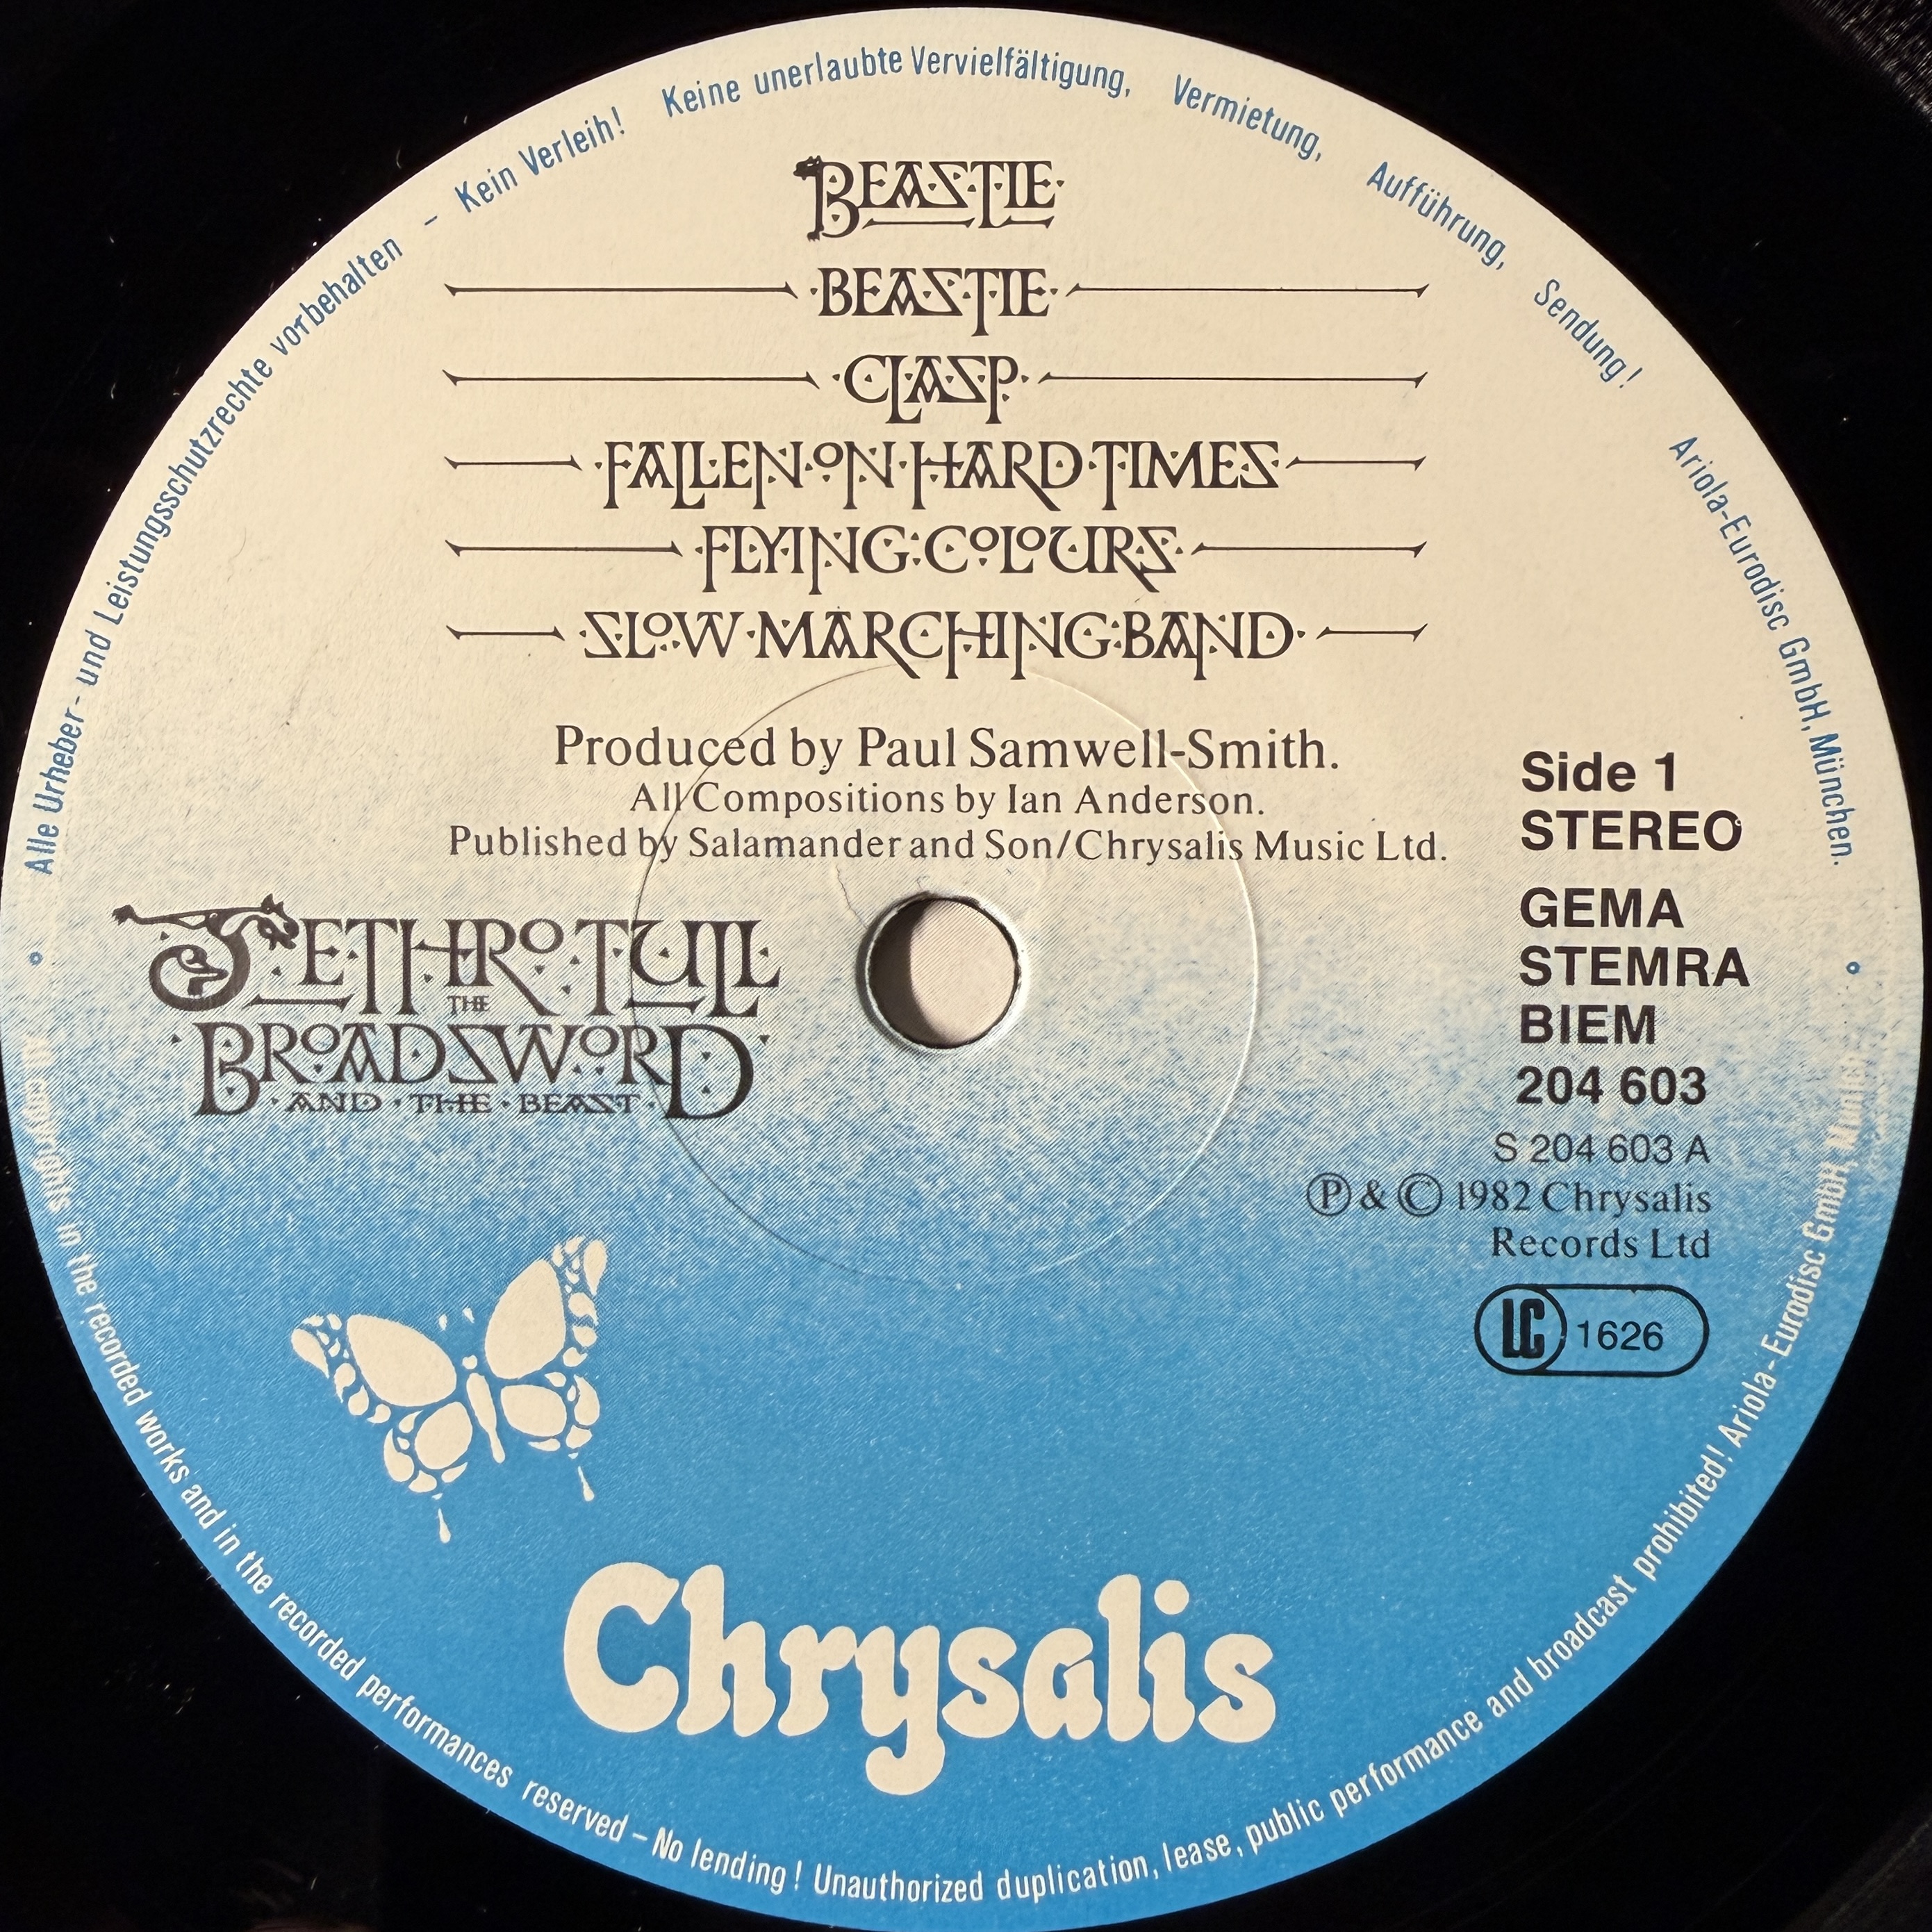 Alle Urheber- und Leistungsschutzrechte vorbehalten – Kein Verleih! Keine unerlaubte Vervielfältigung, Vermietung, Aufführung, Sendung! Ariola-Eurodisc GmbH, München.
BEASTIE
BEASTIE
CLASP
FALLEN ON HARD TIMES
FLYING COLOURS
SLOW MARCHING BAND
Produced by Paul Samwell-Smith.
All Compositions by Ian Anderson.
Published by Salamander and Son/Chrysalis Music Ltd.
Side 1
STEREO
GEMA
STEMRA
BIEM
204 603
S 204 603 A
Ⓟ & © 1982 Chrysalis
Records Ltd
LC 1626
JETHRO TULL
THE
BROADSWORD
AND · THE · BEAST
Chrysalis
All copyrights in the recorded works and in the recorded performances reserved – No lending! Unauthorized duplication, lease, public performance and broadcast prohibited! Ariola-Eurodisc GmbH, Munich